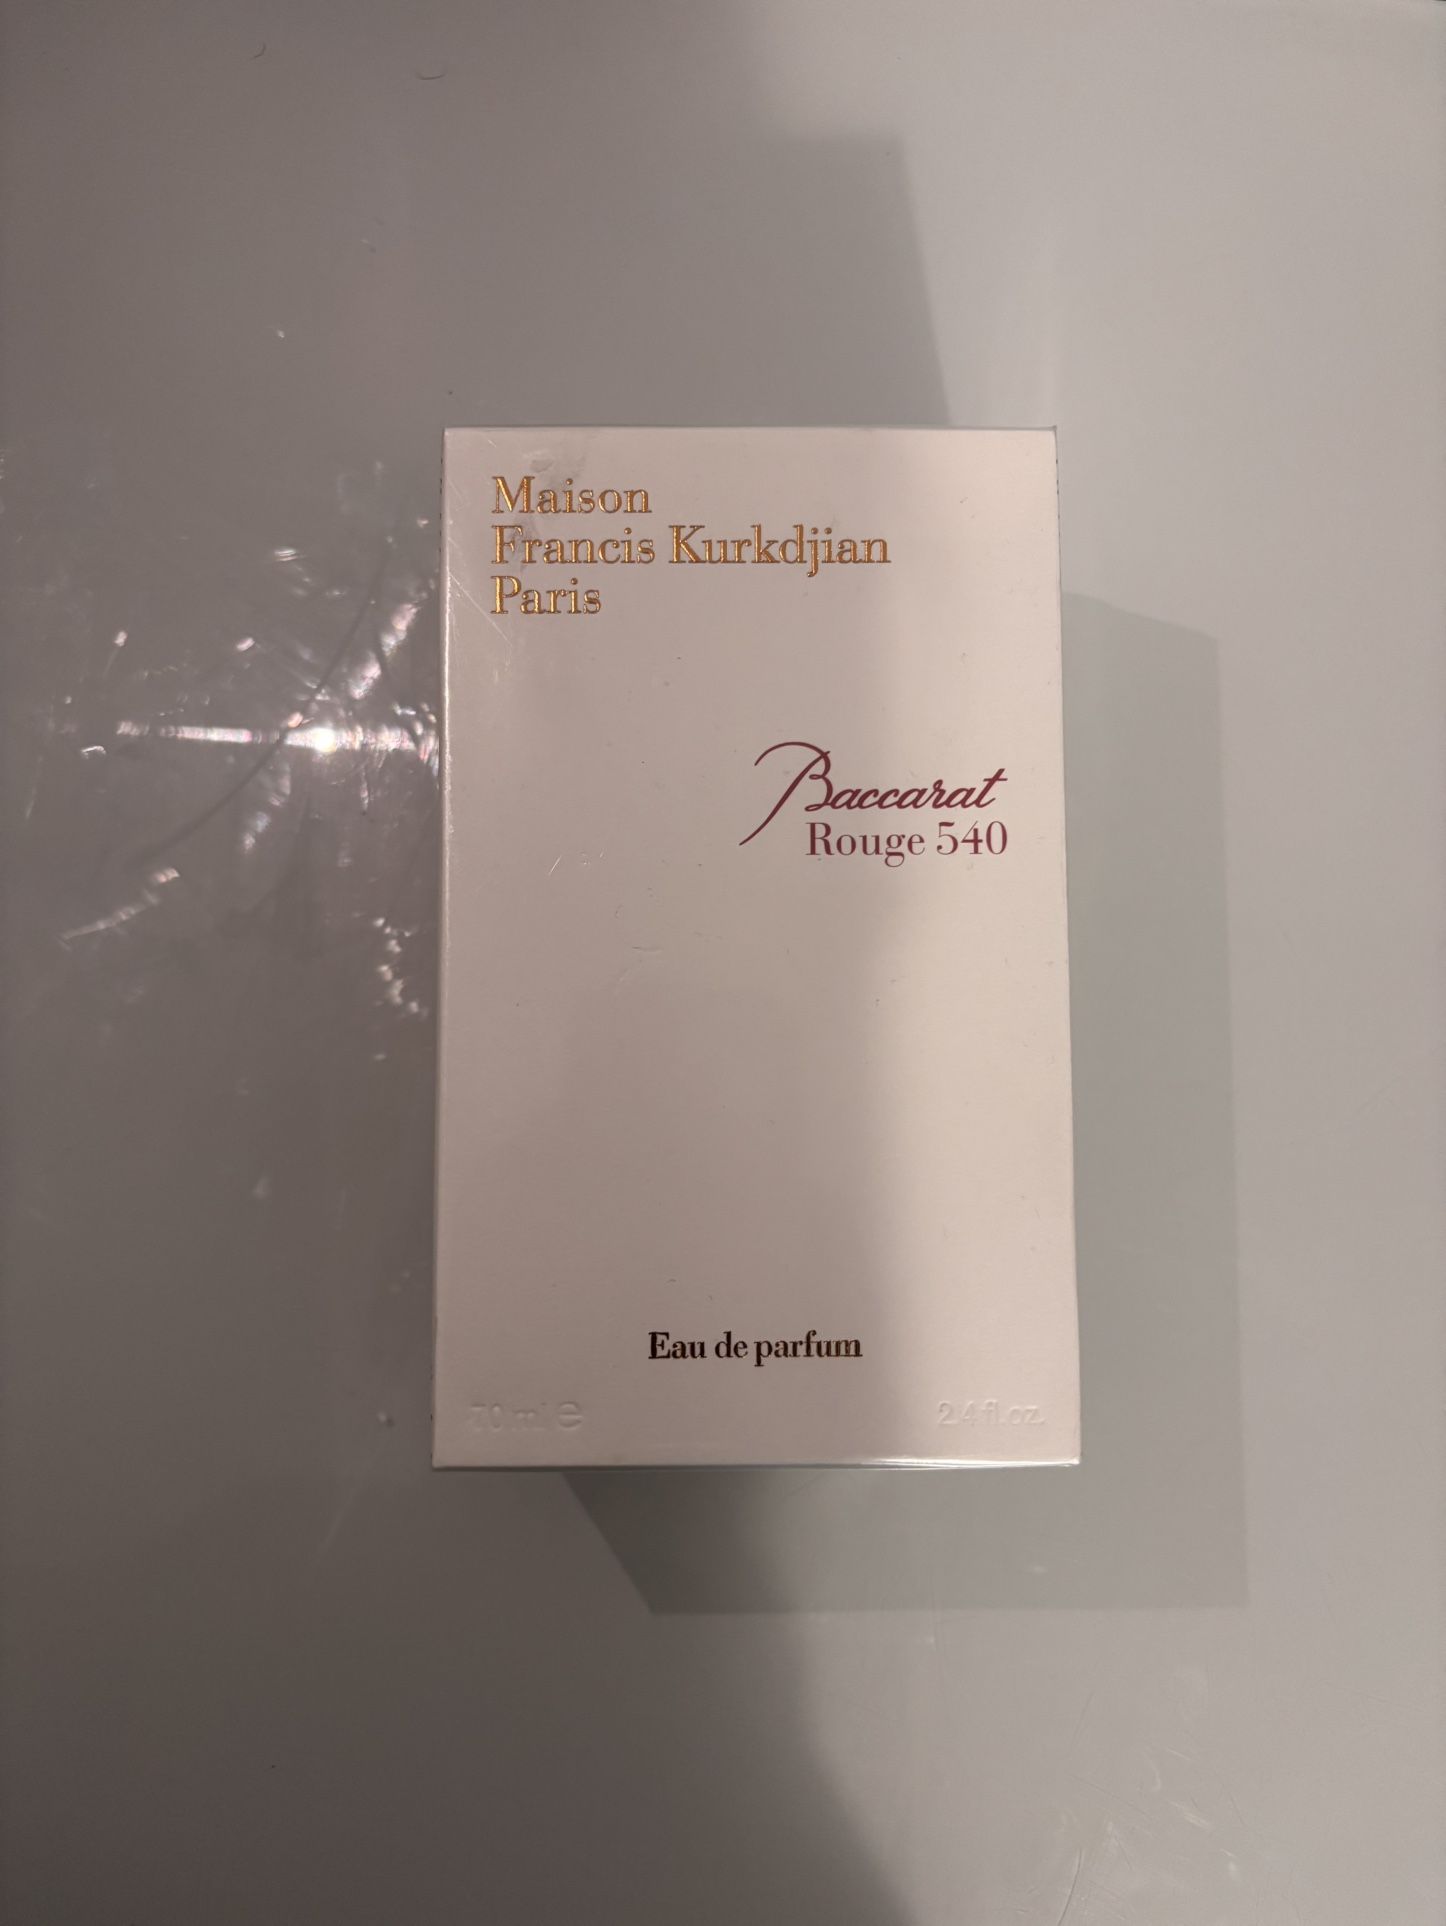 Maison
Francis Kurkdjian
Paris
Baccarat
Rouge 540
Eau de parfum
70 ml e
2.4 fl.oz.